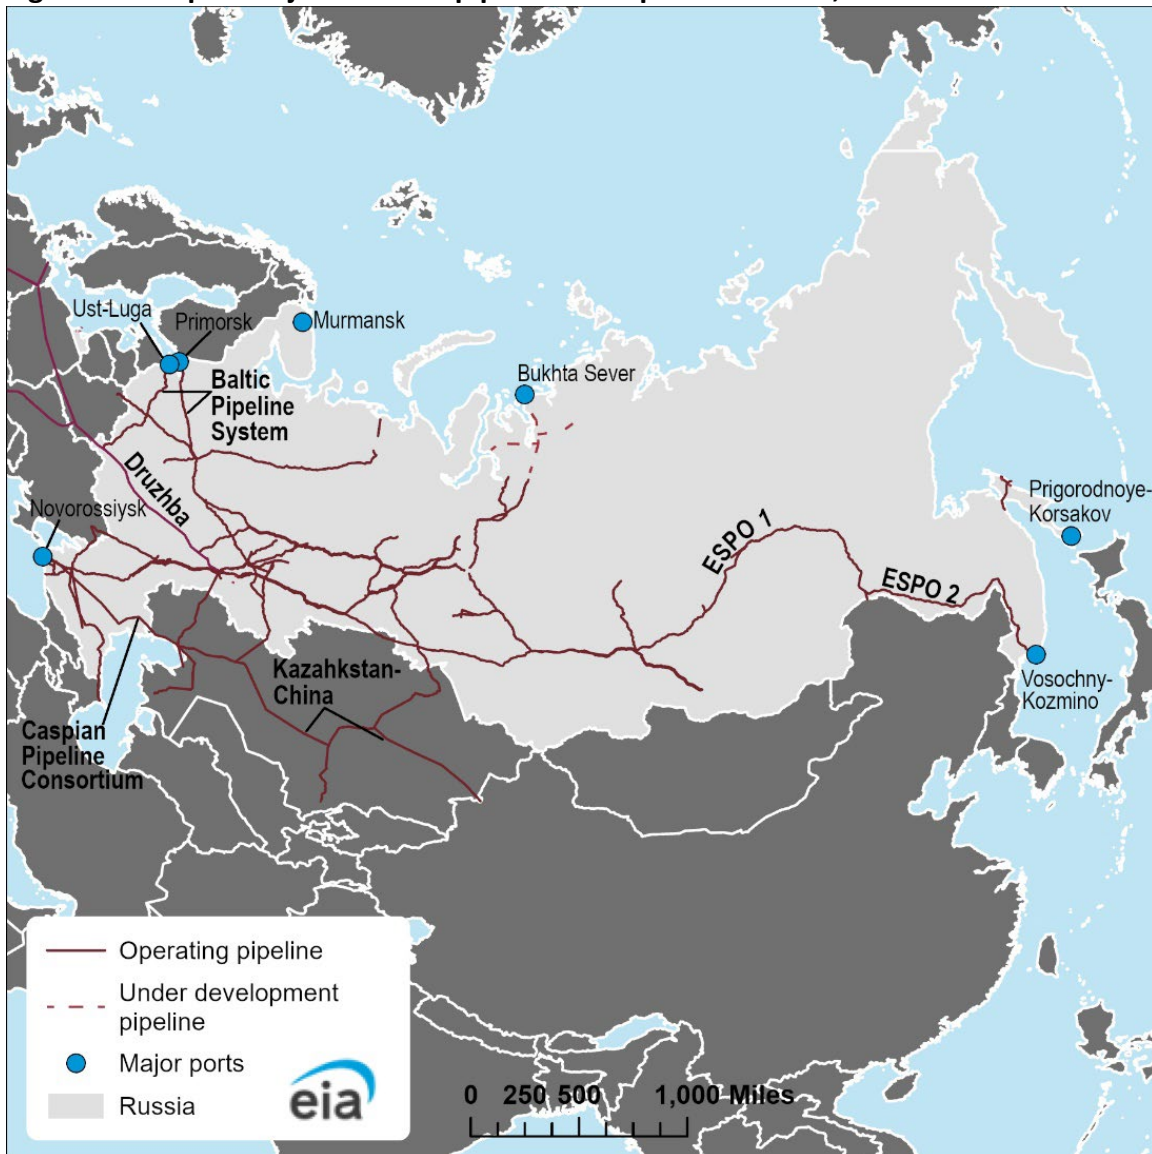 Ust-Luga
Primorsk
Murmansk
Bukhta Sever
Baltic
Pipeline
System
Druzhba
Novorossiysk
Prigorodnoye-
Korsakov
ESPO 1
ESPO 2
Kazahkstan-
China
Vosochny-
Kozmino
Caspian
Pipeline
Consortium
Operating pipeline
Under development
pipeline
Major ports
Russia
eia
0 250 500 1,000 Miles